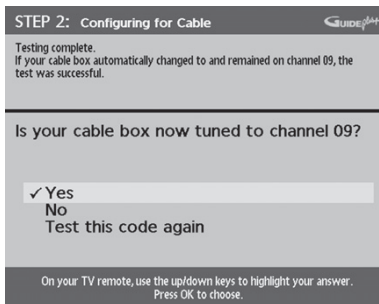 STEP 2: Configuring for Cable
GUIDE plus+
Testing complete.
If your cable box automatically changed to and remained on channel 09, the
test was successful.
Is your cable box now tuned to channel 09?
✓ Yes
No
Test this code again
On your TV remote, use the up/down keys to highlight your answer.
Press OK to choose.